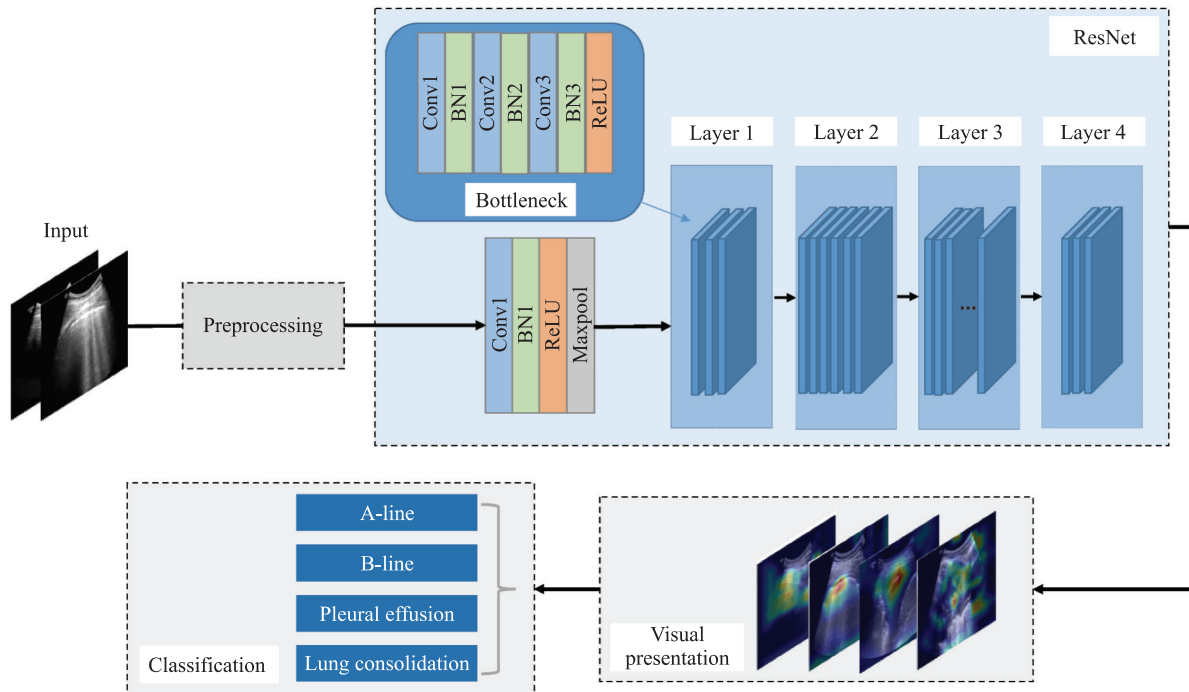 ResNet
Conv1
BN1
Conv2
BN2
Conv3
BN3
ReLU
Bottleneck
Layer 1
Layer 2
Layer 3
Layer 4
Input
Preprocessing
Conv1
BN1
ReLU
Maxpool
...
A-line
B-line
Pleural effusion
Lung consolidation
Classification
Visual
presentation